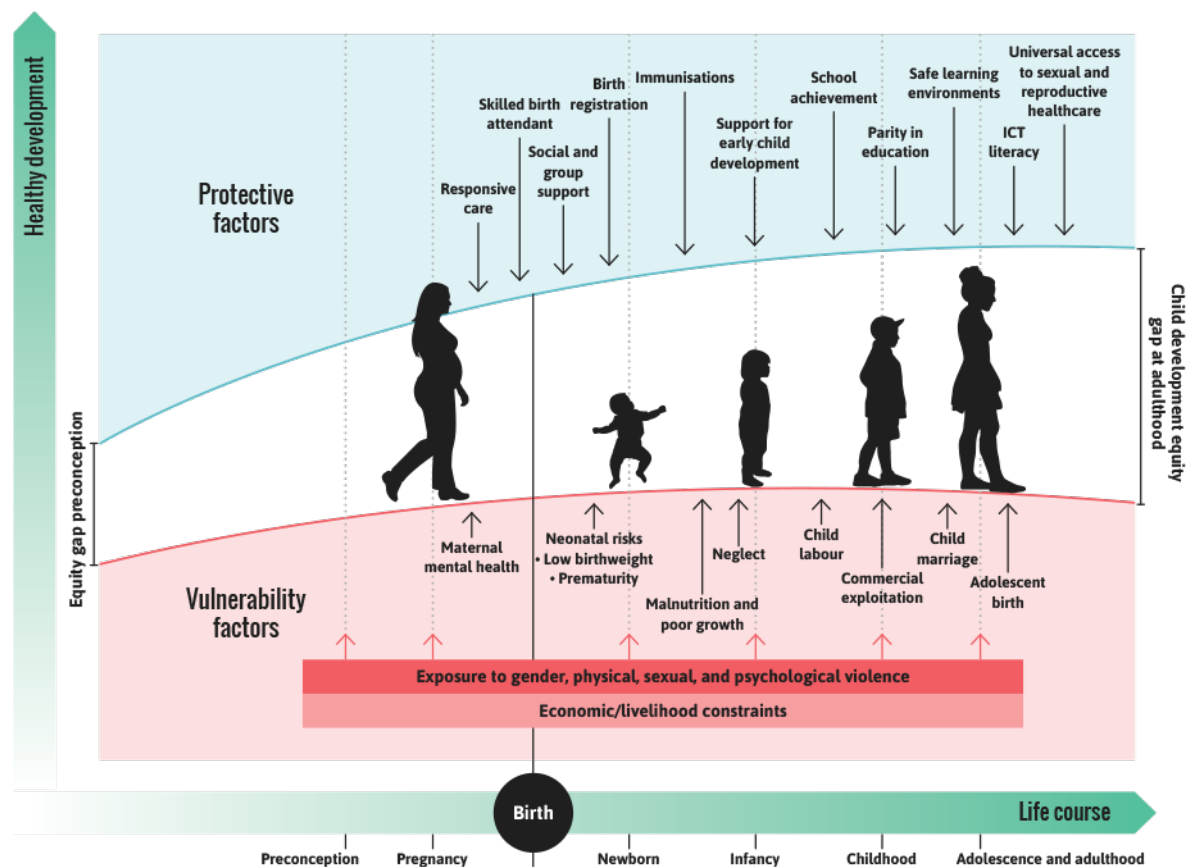 Healthy development
Protective
factors
Responsive
care
Skilled birth
attendant
Social and
group
support
Birth
registration
Immunisations
Support for
early child
development
School
achievement
Parity in
education
Safe learning
environments
ICT
literacy
Universal access
to sexual and
reproductive
healthcare
Equity gap preconception
Child development equity
gap at adulthood
Vulnerability
factors
Maternal
mental health
Neonatal risks
• Low birthweight
• Prematurity
Malnutrition and
poor growth
Neglect
Child
labour
Commercial
exploitation
Child
marriage
Adolescent
birth
Exposure to gender, physical, sexual, and psychological violence
Economic/livelihood constraints
Birth
Life course
Preconception
Pregnancy
Newborn
Infancy
Childhood
Adolescence and adulthood